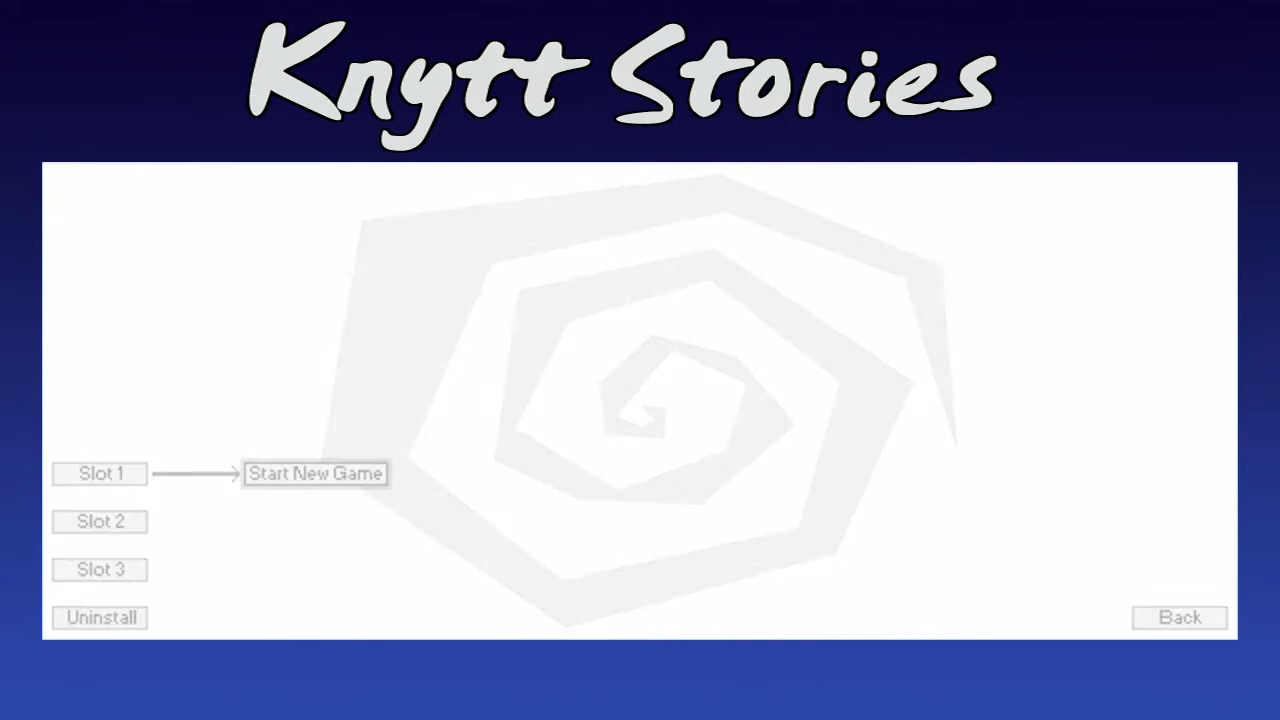 Knytt Stories
Slot 1
Start New Game
Slot 2
Slot 3
Uninstall
Back